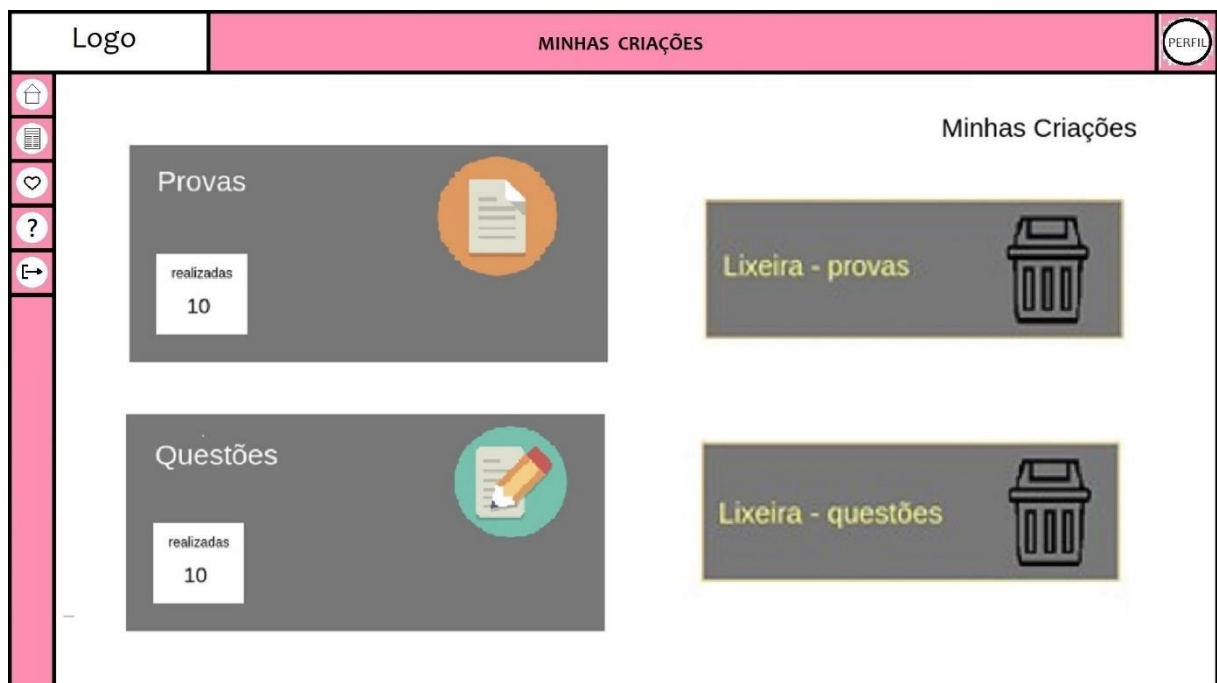 Logo
MINHAS CRIAÇÕES
PERFIL
?
Minhas Criações
Provas
realizadas
10
Lixeira - provas
Questões
realizadas
10
Lixeira - questões